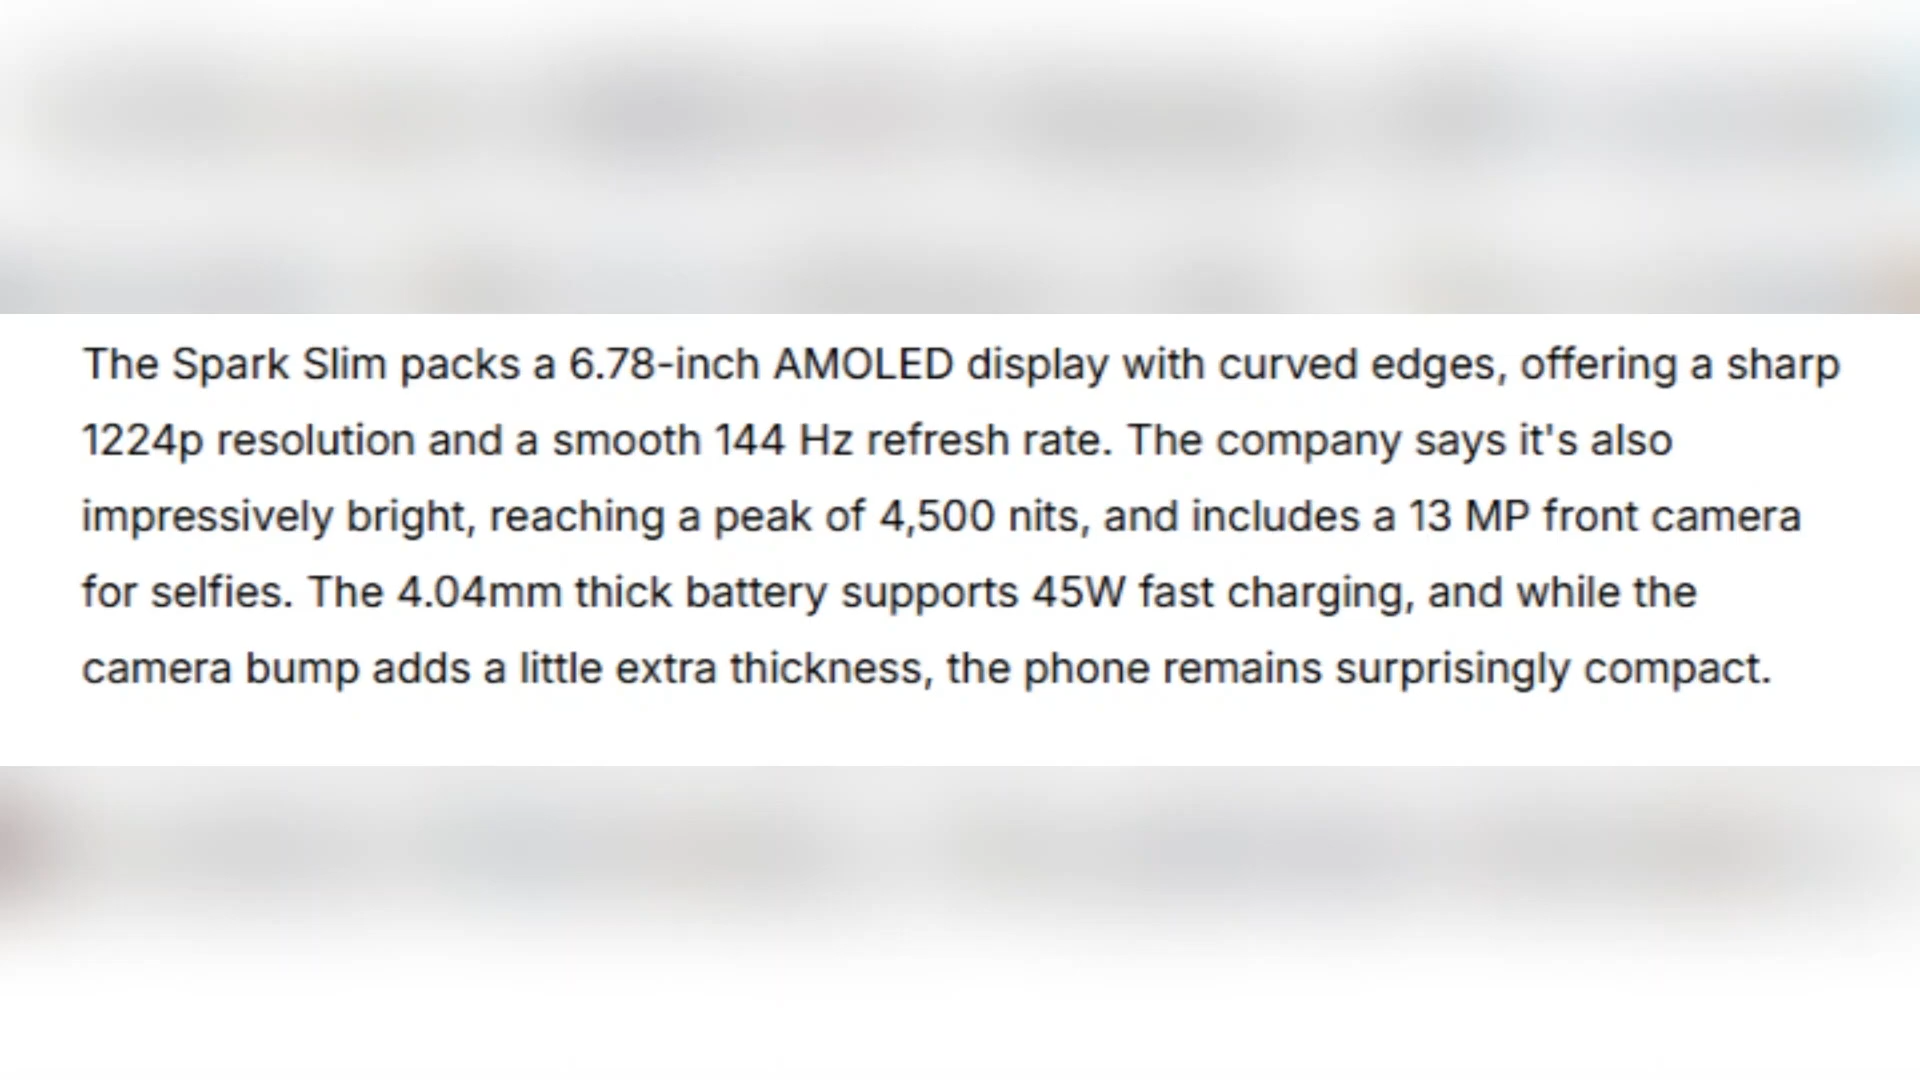 The Spark Slim packs a 6.78-inch AMOLED display with curved edges, offering a sharp
1224p resolution and a smooth 144 Hz refresh rate. The company says it's also
impressively bright, reaching a peak of 4,500 nits, and includes a 13 MP front camera
for selfies. The 4.04mm thick battery supports 45W fast charging, and while the
camera bump adds a little extra thickness, the phone remains surprisingly compact.